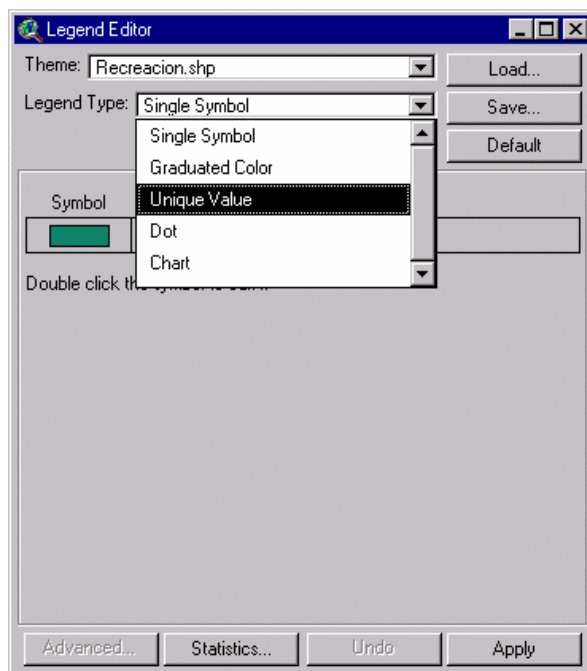 Legend Editor
Theme: Recreacion.shp
Load...
Legend Type: Single Symbol
Save...
Single Symbol
Default
Graduated Color
Symbol
Unique Value
Dot
Chart
Double click the
Advanced...
Statistics...
Undo
Apply